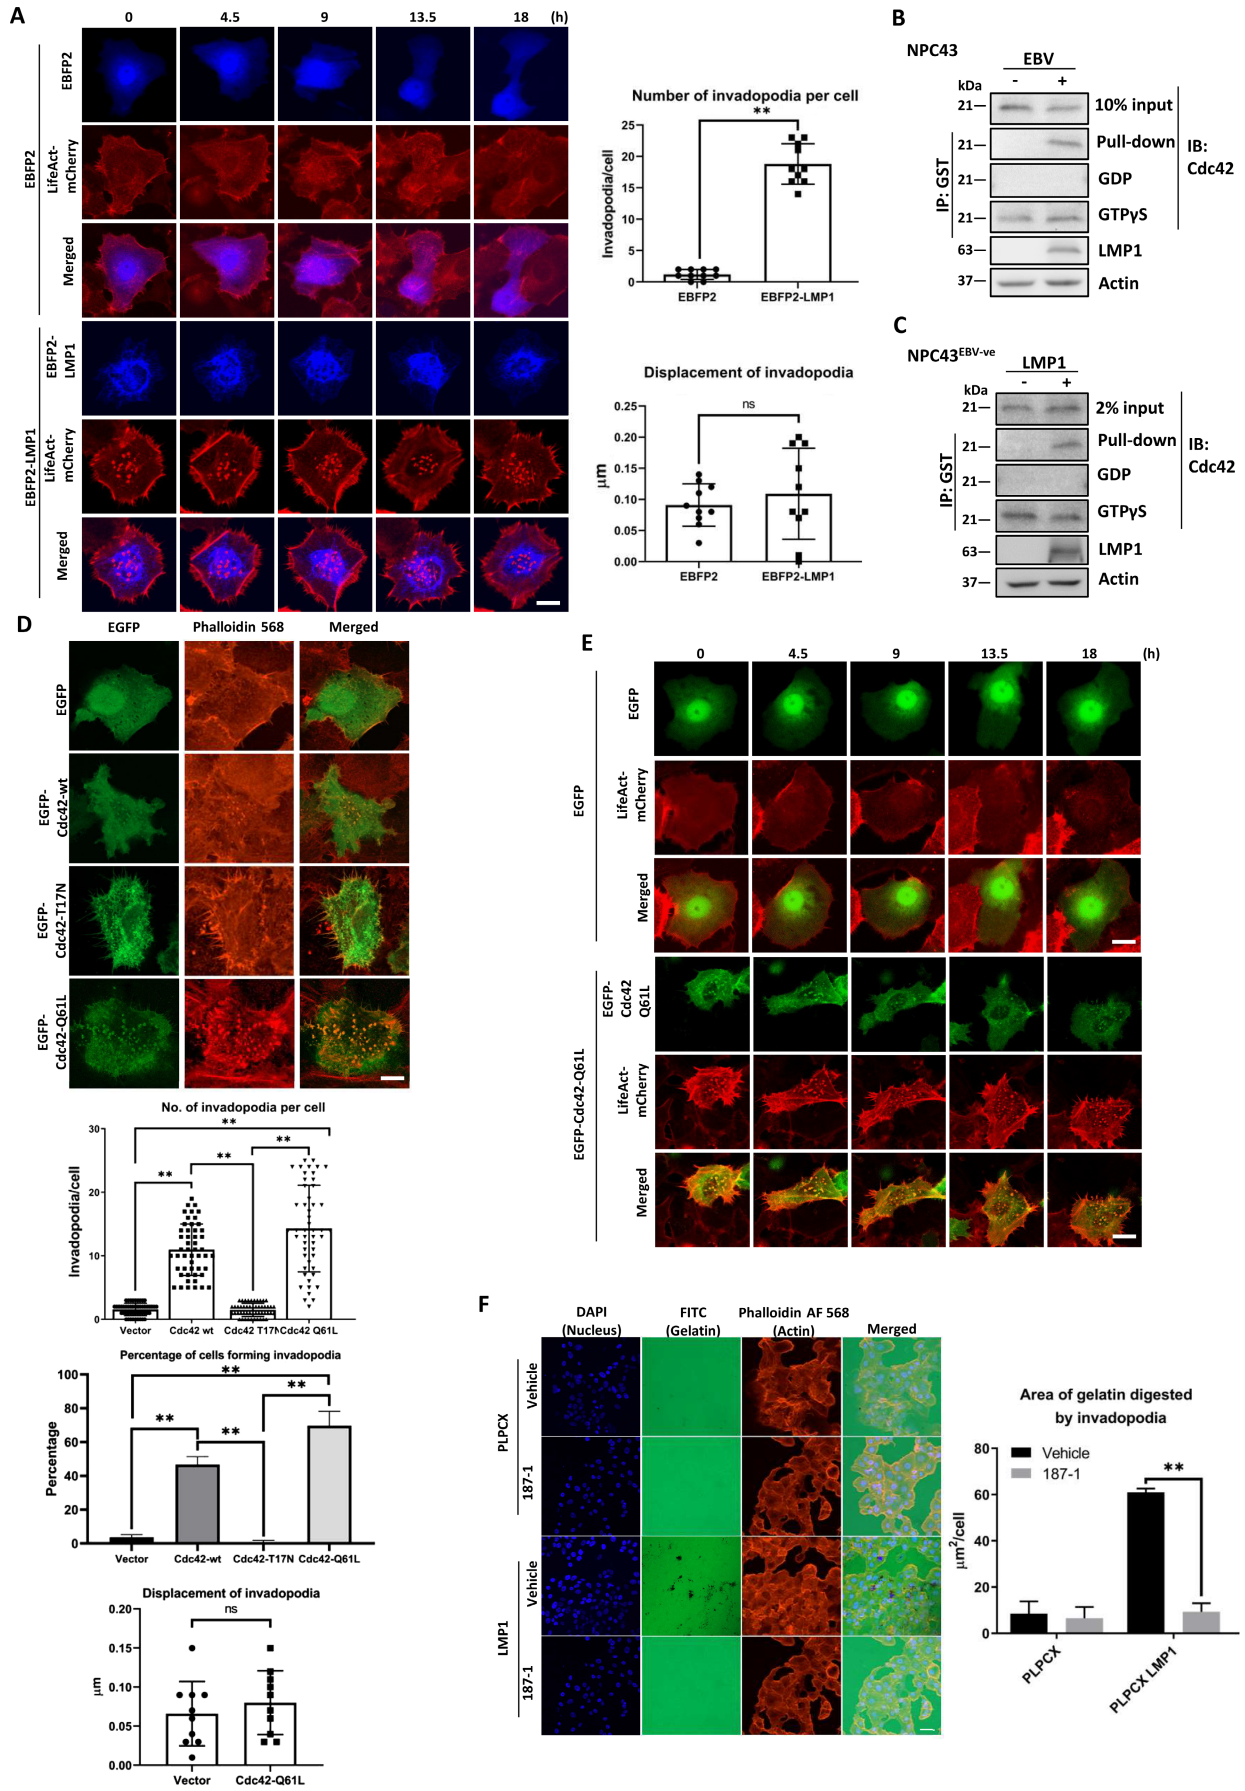 A
0 4.5 9 13.5 18 (h)
EBFP2
EBFP2
LifeAct-
mCherry
Merged
EBFP2-LMP1
EBFP2-
LMP1
LifeAct-
mCherry
Merged
Number of invadopodia per cell
**
Invadopodia/cell
25
20
15
10
5
0
EBFP2 EBFP2-LMP1
Displacement of invadopodia
ns
μm
0.25
0.20
0.15
0.10
0.05
0.00
EBFP2 EBFP2-LMP1
B
NPC43
EBV
kDa - +
21 10% input
IP: GST
21 Pull-down
21 GDP
21 GTPγS
63 LMP1
37 Actin
IB:
Cdc42
C
NPC43EBV-ve
LMP1
kDa - +
21 2% input
IP: GST
21 Pull-down
21 GDP
21 GTPγS
63 LMP1
37 Actin
IB:
Cdc42
D
EGFP Phalloidin 568 Merged
EGFP
EGFP-
Cdc42-wt
EGFP-
Cdc42-T17N
EGFP-
Cdc42-Q61L
No. of invadopodia per cell
**
**
**
**
Invadopodia/cell
30
20
10
0
Vector Cdc42 wt Cdc42 T17N Cdc42 Q61L
Percentage of cells forming invadopodia
**
**
**
**
Percentage
100
80
60
40
20
0
Vector Cdc42-wt Cdc42-T17N Cdc42-Q61L
Displacement of invadopodia
ns
μm
0.20
0.15
0.10
0.05
0.00
Vector Cdc42-Q61L
E
0 4.5 9 13.5 18 (h)
EGFP
EGFP
LifeAct-
mCherry
Merged
EGFP-Cdc42-Q61L
EGFP-
Cdc42
Q61L
LifeAct-
mCherry
Merged
F
DAPI
(Nucleus)
FITC
(Gelatin)
Phalloidin AF 568
(Actin)
Merged
PLPCX
Vehicle
187-1
LMP1
Vehicle
187-1
Area of gelatin digested
by invadopodia
Vehicle
187-1
**
μm²/cell
80
60
40
20
0
PLPCX
PLPCX LMP1